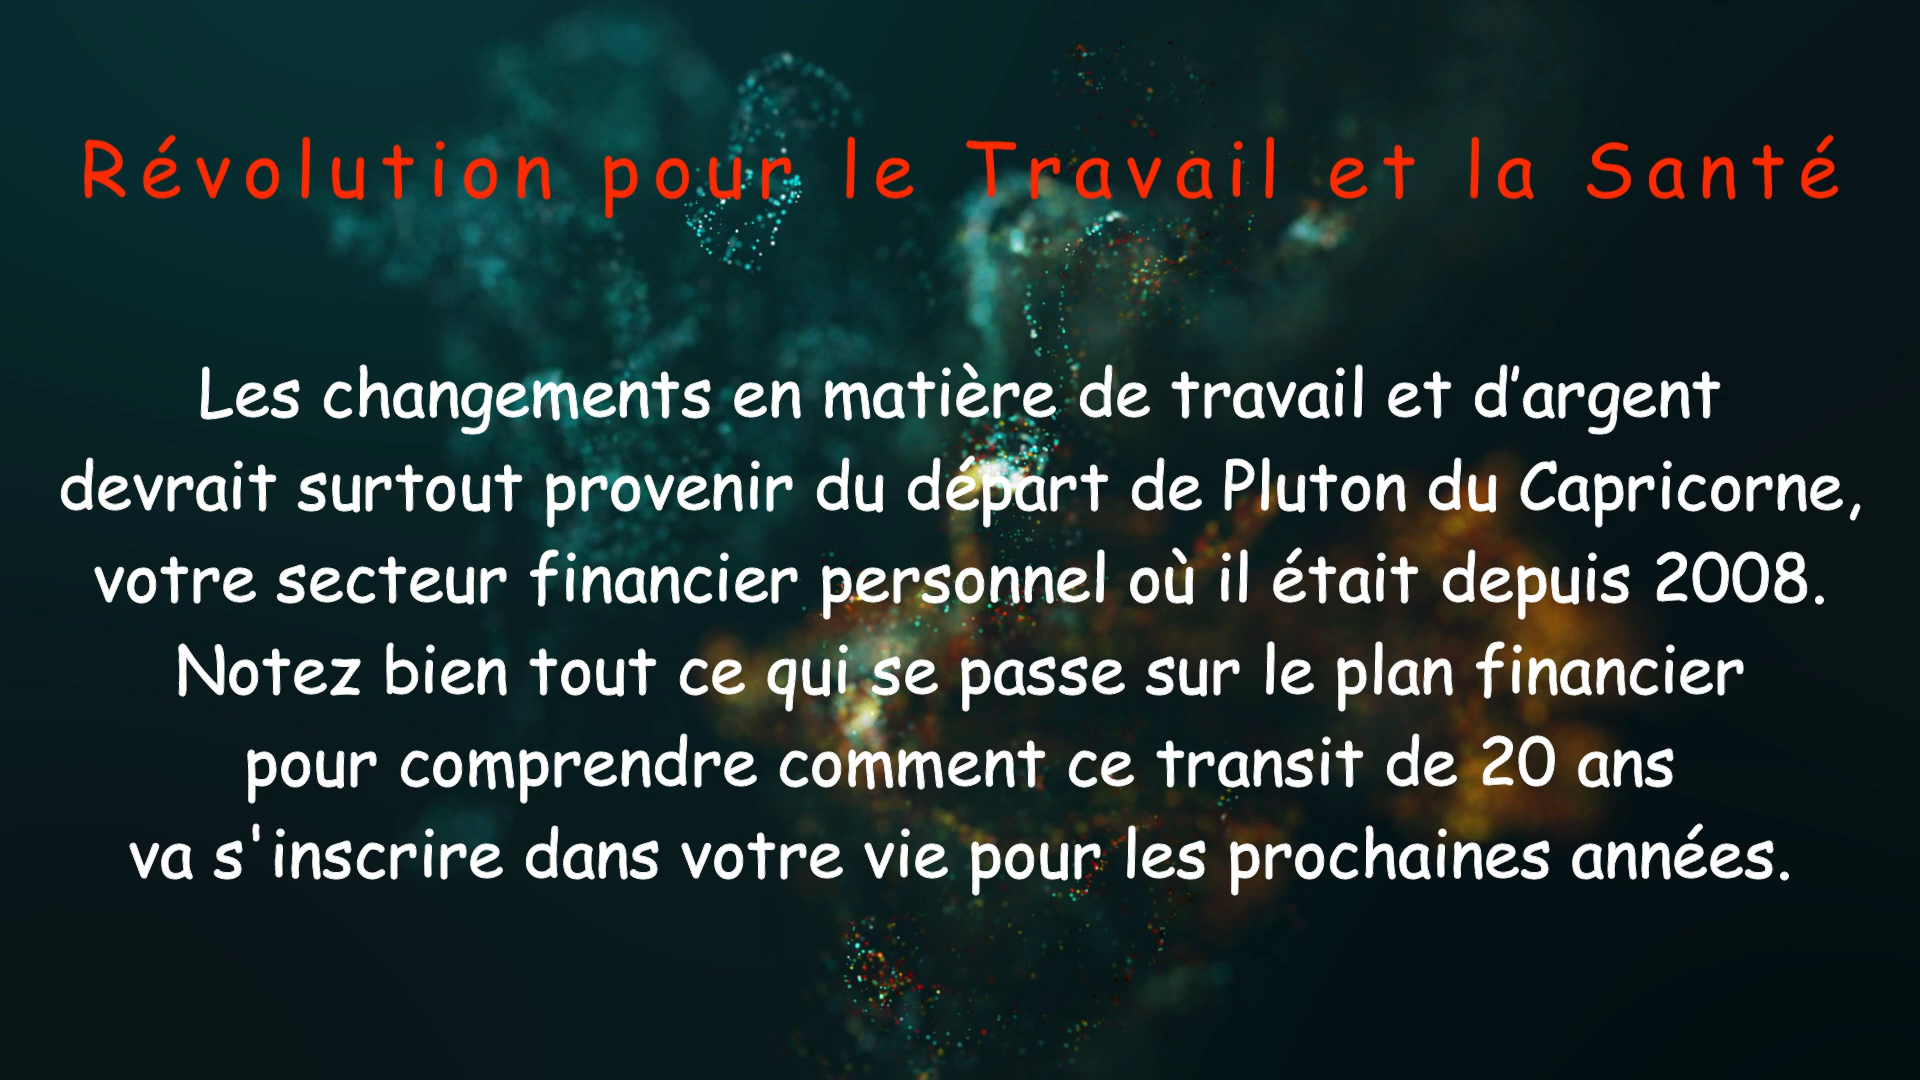 Révolution pour le Travail et la Santé
Les changements en matière de travail et d’argent
devrait surtout provenir du départ de Pluton du Capricorne,
votre secteur financier personnel où il était depuis 2008.
Notez bien tout ce qui se passe sur le plan financier
pour comprendre comment ce transit de 20 ans
va s'inscrire dans votre vie pour les prochaines années.